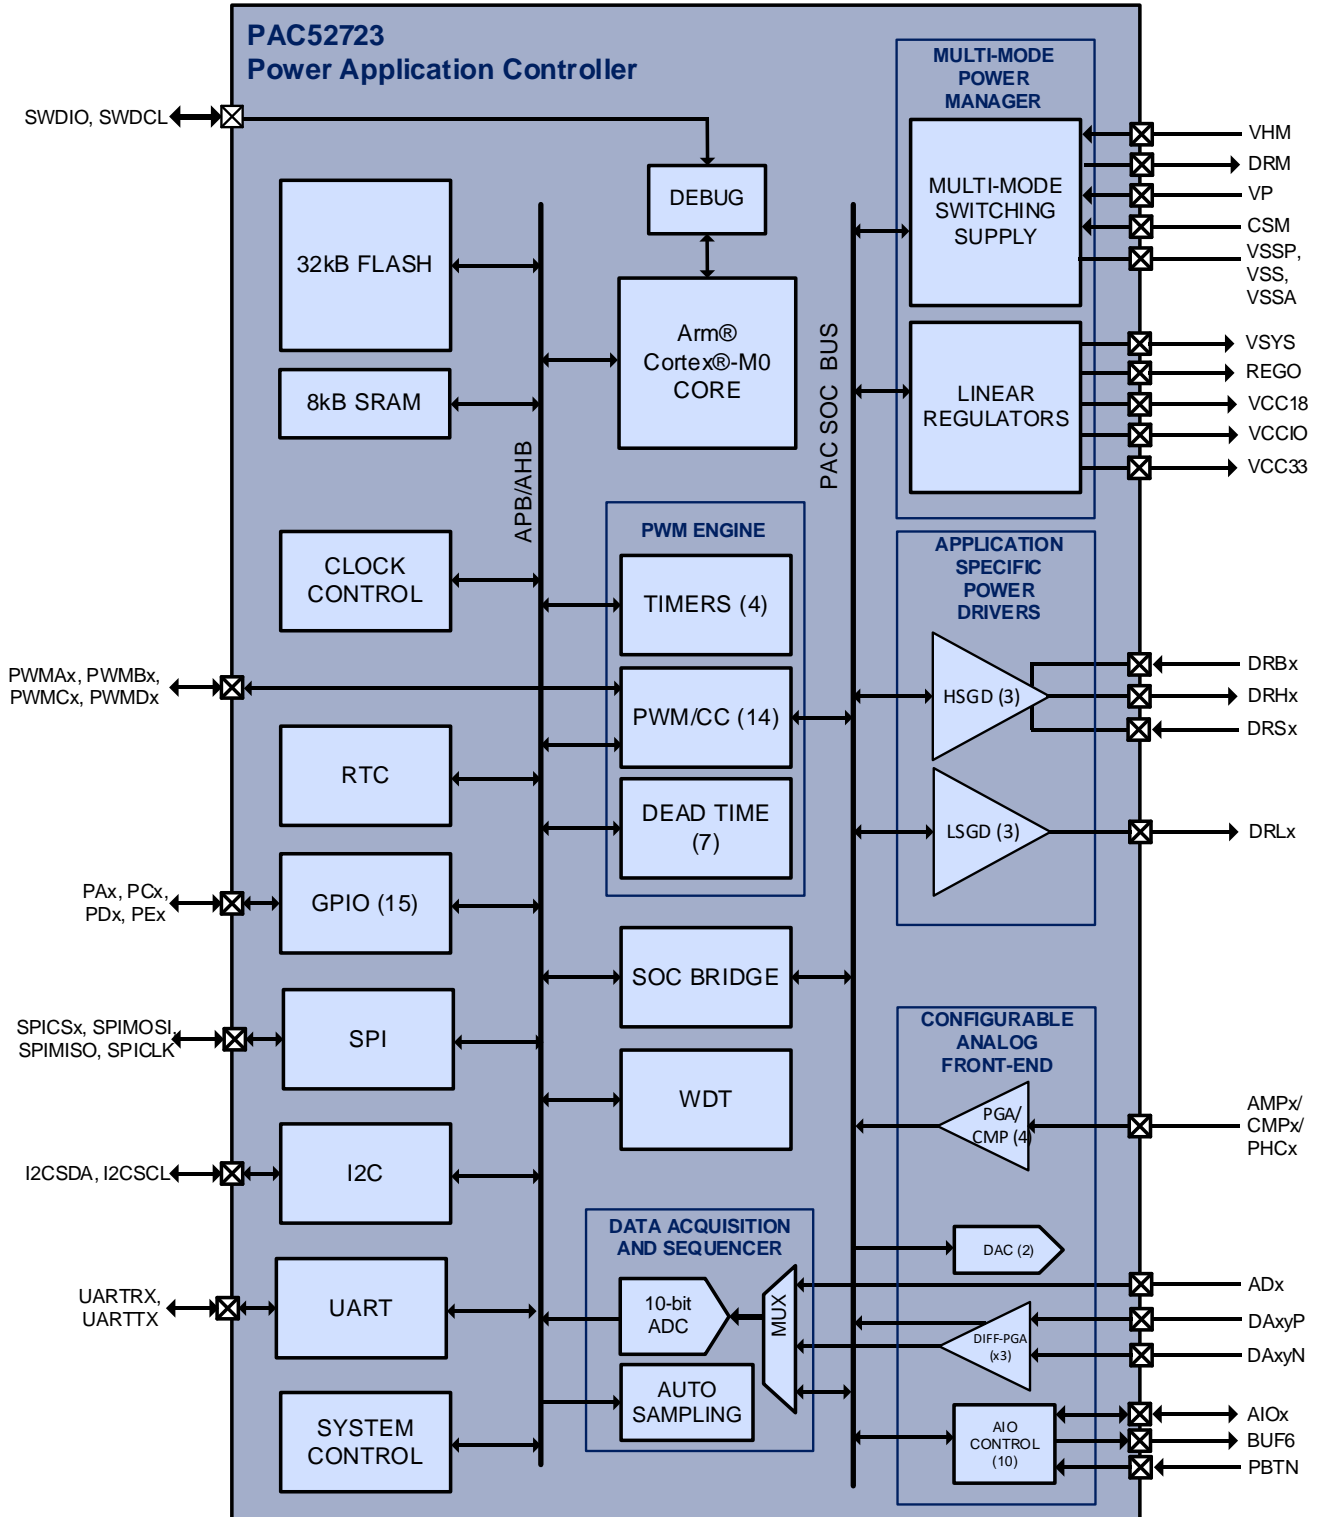 PAC52723
Power Application Controller
SWDIO, SWDCL
32kB FLASH
8kB SRAM
CLOCK
CONTROL
PWMAx, PWMBx,
PWMCx, PWMDx
RTC
PAx, PCx,
PDx, PEx
GPIO (15)
SPICSx, SPIMOSI,
SPIMISO, SPICLK
SPI
I2CSDA, I2CSCL
I2C
UARTRX,
UARTTX
UART
SYSTEM
CONTROL
APB/AHB
DEBUG
Arm®
Cortex®-M0
CORE
PWM ENGINE
TIMERS (4)
PWM/CC (14)
DEAD TIME
(7)
SOC BRIDGE
WDT
DATA ACQUISITION
AND SEQUENCER
10-bit
ADC
MUX
AUTO
SAMPLING
PAC SOC BUS
MULTI-MODE
POWER
MANAGER
MULTI-MODE
SWITCHING
SUPPLY
LINEAR
REGULATORS
VHM
DRM
VP
CSM
VSSP,
VSS,
VSSA
VSYS
REGO
VCC18
VCCIO
VCC33
APPLICATION
SPECIFIC
POWER
DRIVERS
HSGD (3)
LSGD (3)
DRBx
DRHx
DRSx
DRLx
CONFIGURABLE
ANALOG
FRONT-END
PGA/
CMP (4)
DAC (2)
DIFF-PGA
(x3)
AIO
CONTROL
(10)
AMPx/
CMPx/
PHCx
ADx
DAxyP
DAxyN
AIOx
BUF6
PBTN